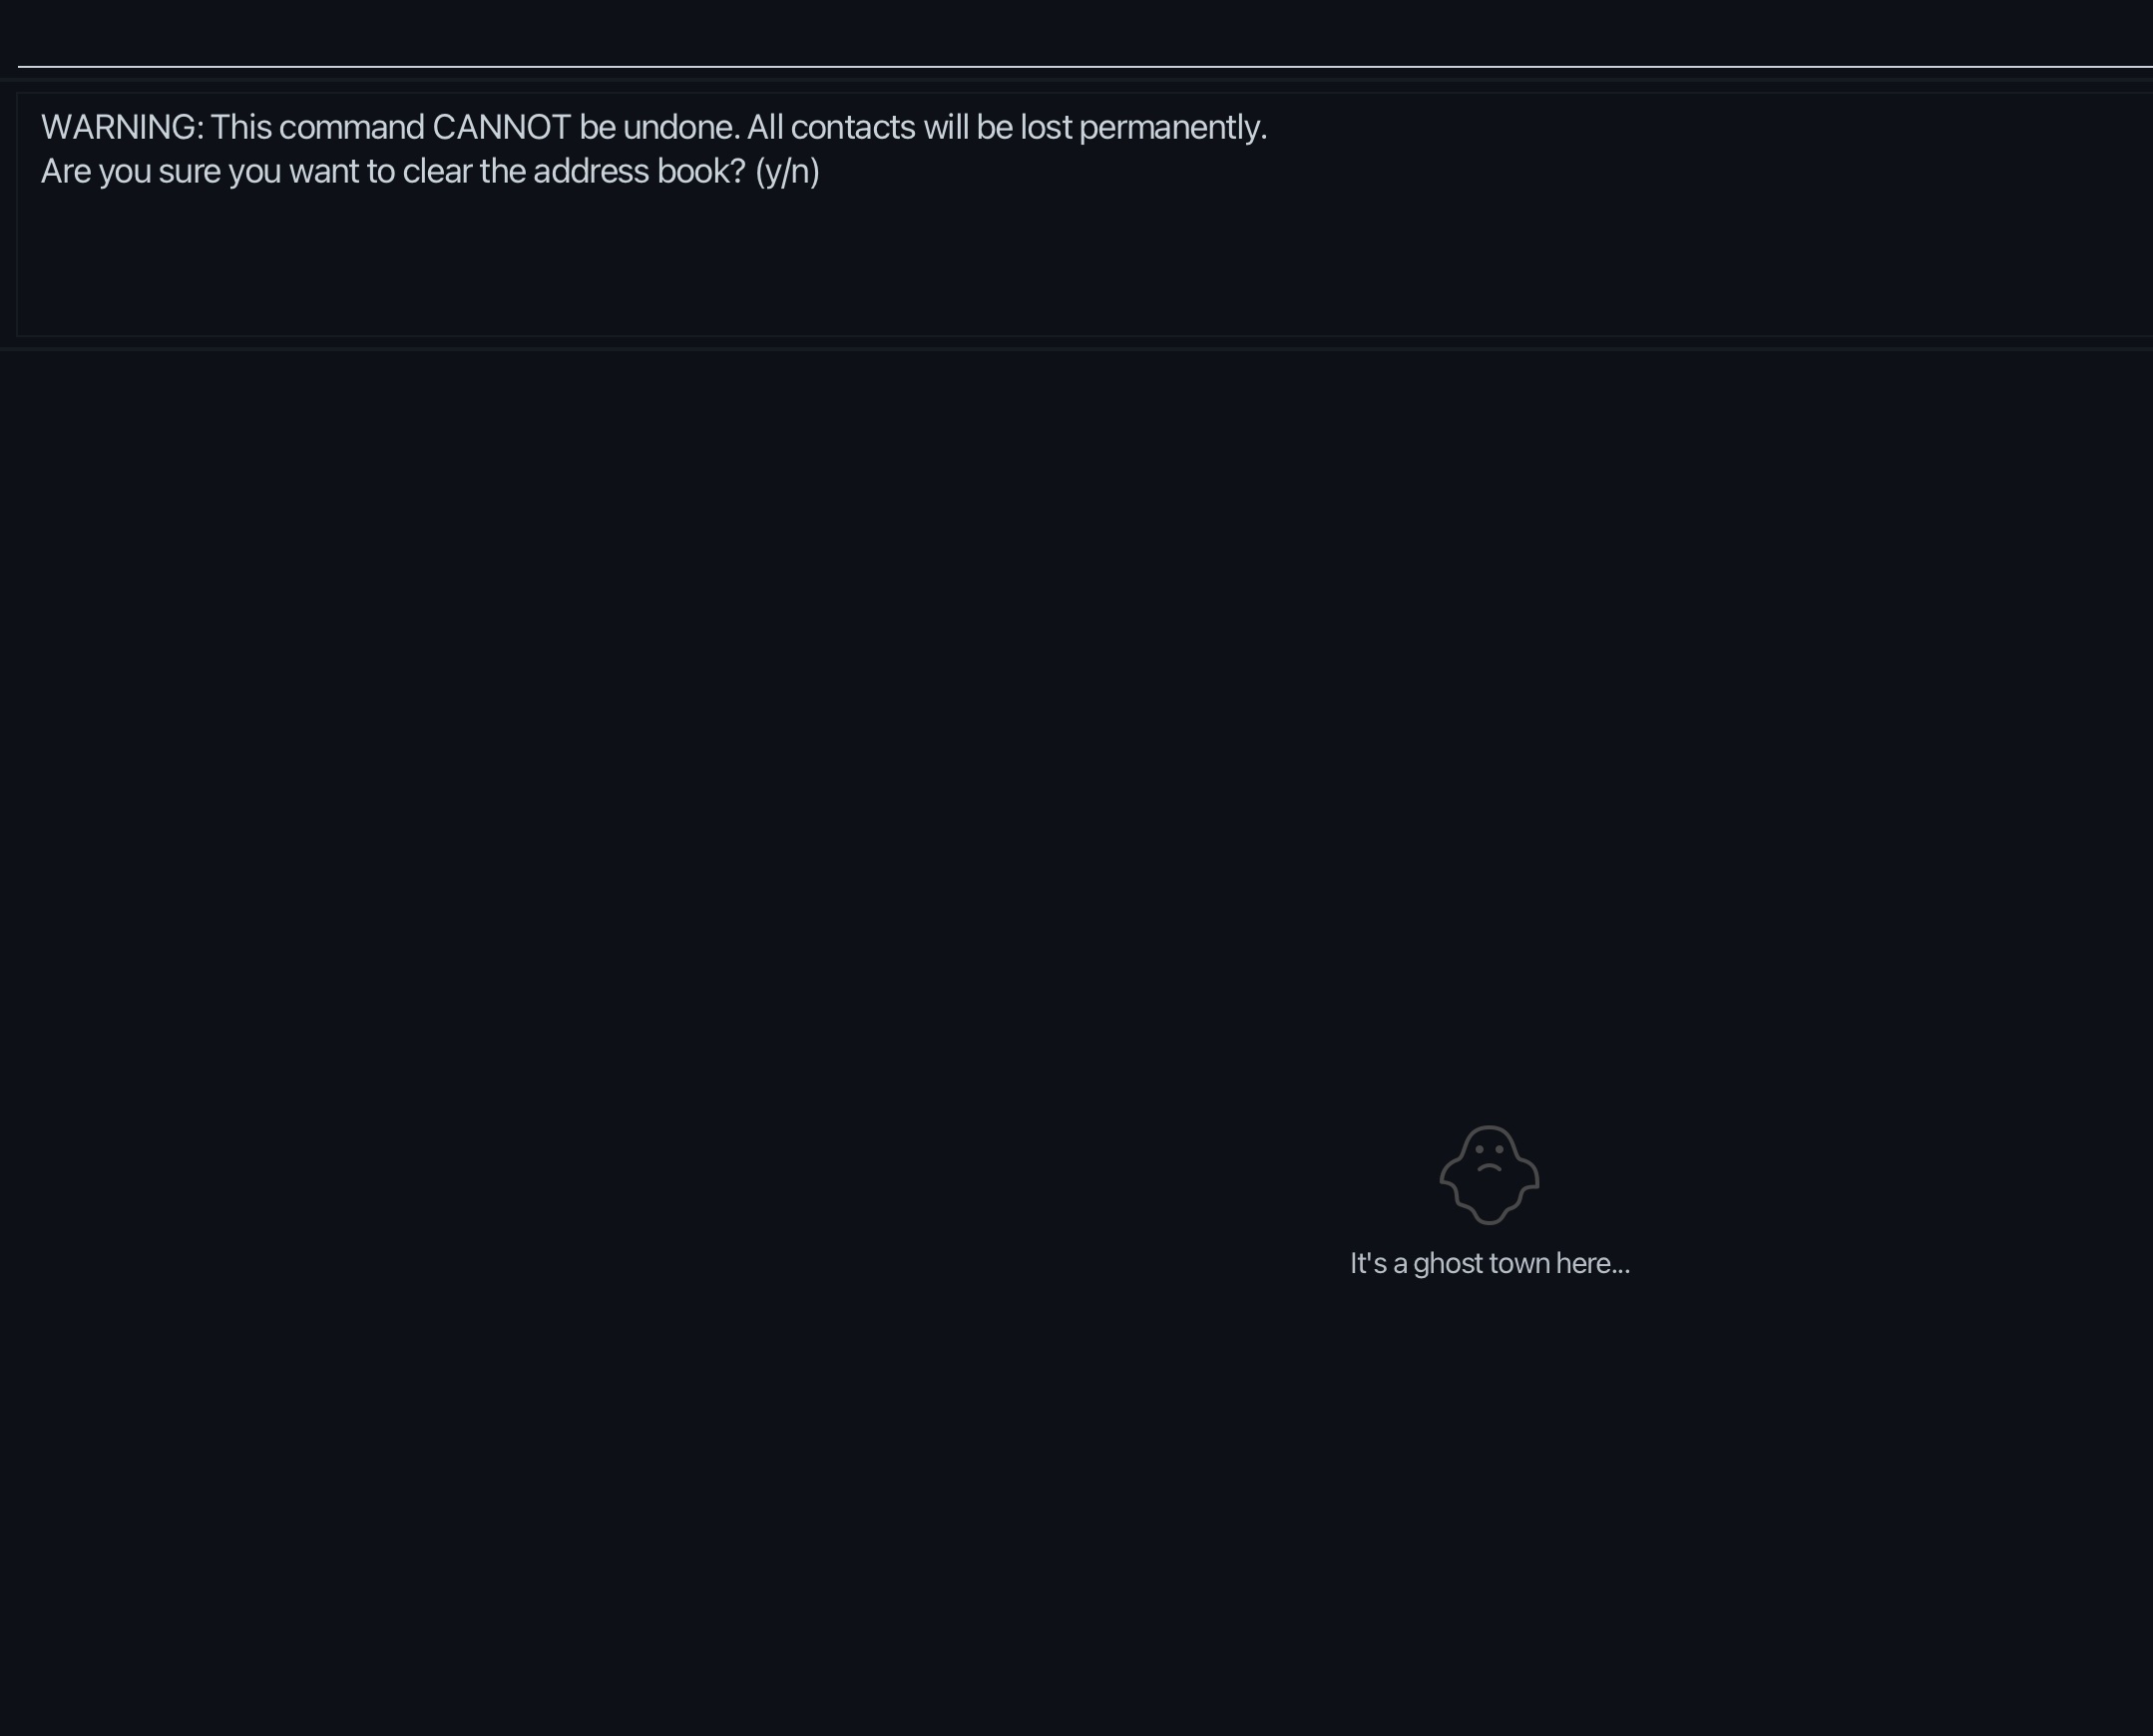 WARNING: This command CANNOT be undone. All contacts will be lost permanently.
Are you sure you want to clear the address book? (y/n)
It's a ghost town here...